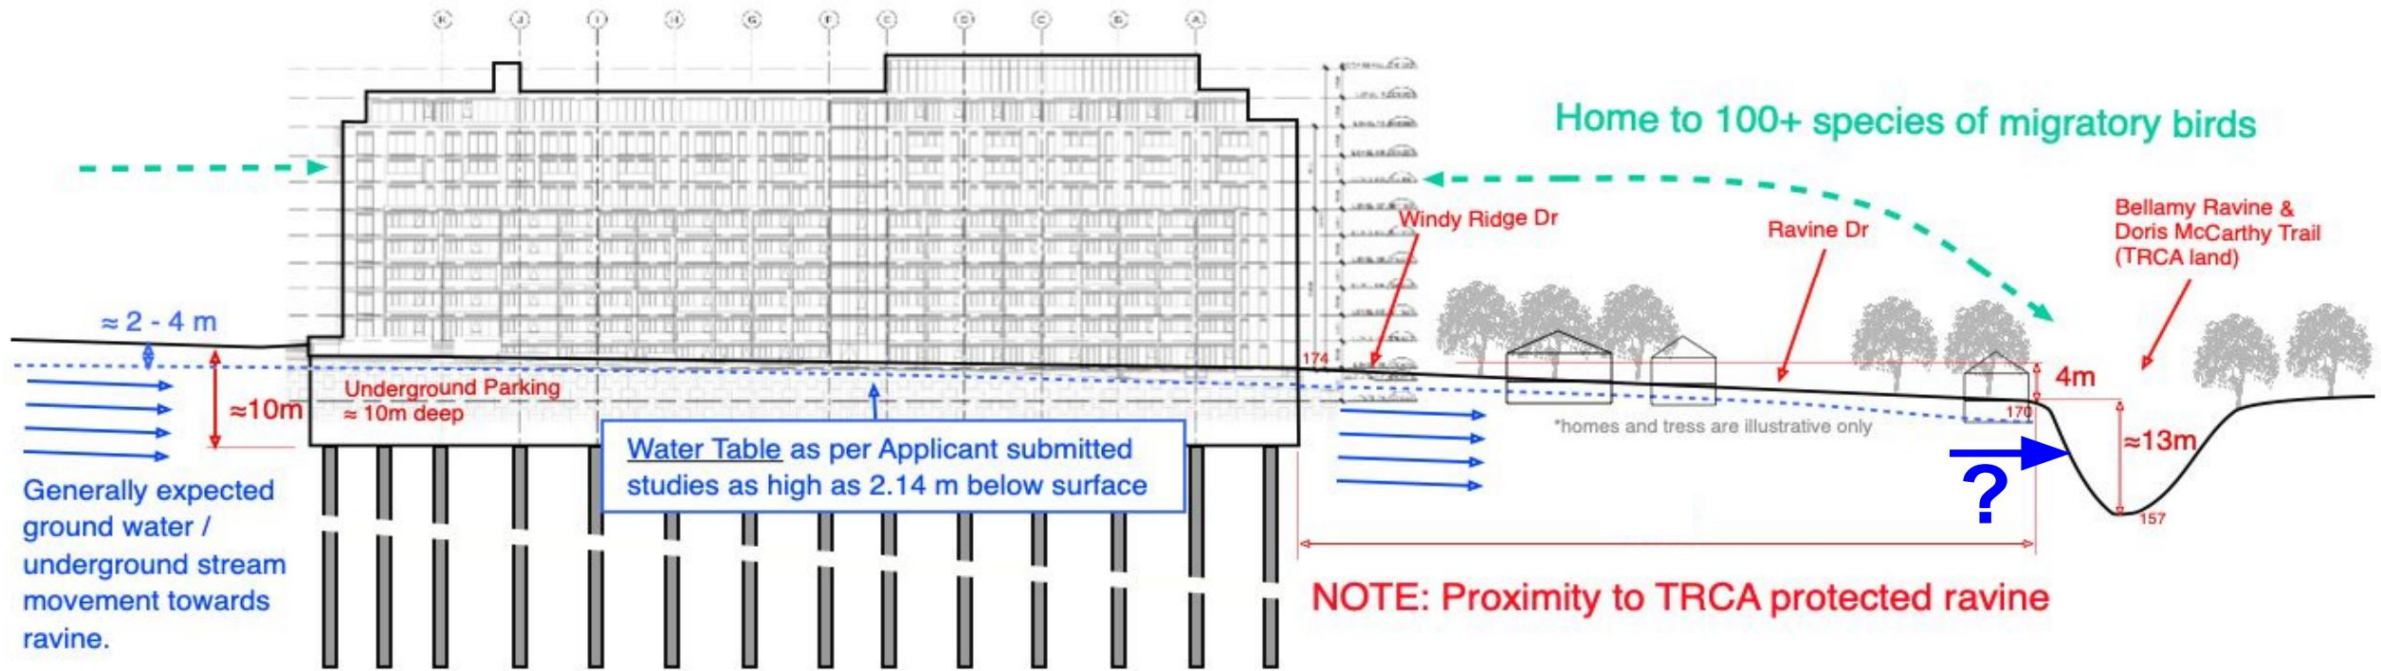 K J I H G F E D C B A
Home to 100+ species of migratory birds
Windy Ridge Dr
Ravine Dr
Bellamy Ravine &
Doris McCarthy Trail
(TRCA land)
≈ 2 - 4 m
174
4m
Underground Parking
≈ 10m deep
≈10m
170
*homes and tress are illustrative only
≈13m
Water Table as per Applicant submitted
studies as high as 2.14 m below surface
?
157
Generally expected
ground water /
underground stream
movement towards
ravine.
NOTE: Proximity to TRCA protected ravine